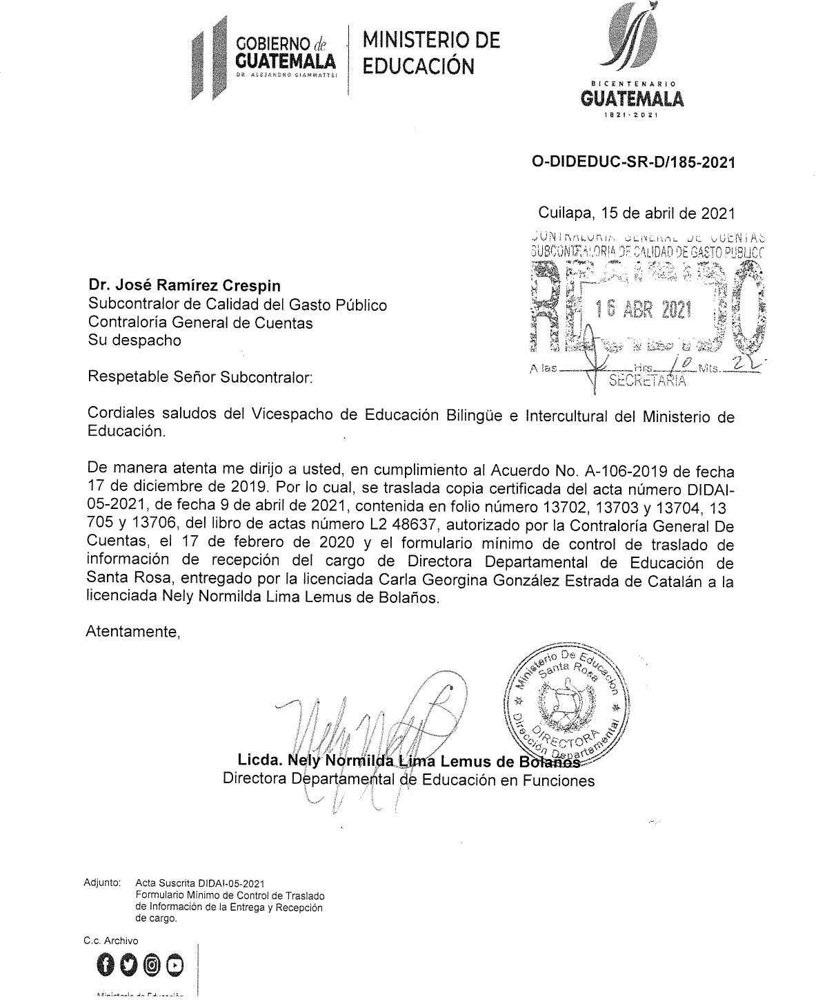 GOBIERNO de
GUATEMALA
DR. ALEJANDRO GIAMMATTEI
MINISTERIO DE
EDUCACIÓN
BICENTENARIO
GUATEMALA
1821-2021
O-DIDEDUC-SR-D/185-2021
Cuilapa, 15 de abril de 2021
CONTRALORIA GENERAL DE CUENTAS
SUBCONTRALORIA DE CALIDAD DE GASTO PUBLICO
RECIBIDO
16 ABR 2021
A las Hrs. 10 Mts. 22
SECRETARIA
Dr. José Ramírez Crespin
Subcontralor de Calidad del Gasto Público
Contraloría General de Cuentas
Su despacho
Respetable Señor Subcontralor:
Cordiales saludos del Vicespacho de Educación Bilingüe e Intercultural del Ministerio de
Educación.
De manera atenta me dirijo a usted, en cumplimiento al Acuerdo No. A-106-2019 de fecha
17 de diciembre de 2019. Por lo cual, se traslada copia certificada del acta número DIDAI-
05-2021, de fecha 9 de abril de 2021, contenida en folio número 13702, 13703 y 13704, 13
705 y 13706, del libro de actas número L2 48637, autorizado por la Contraloría General De
Cuentas, el 17 de febrero de 2020 y el formulario mínimo de control de traslado de
información de recepción del cargo de Directora Departamental de Educación de
Santa Rosa, entregado por la licenciada Carla Georgina González Estrada de Catalán a la
licenciada Nely Normilda Lima Lemus de Bolaños.
Atentamente,
Ministerio De Educacion
Santa Rosa
DIRECTORA
Dirección Departamental
Licda. Nely Normilda Lima Lemus de Bolaños
Directora Departamental de Educación en Funciones
Adjunto: Acta Suscrita DIDAI-05-2021
Formulario Mínimo de Control de Traslado
de Información de la Entrega y Recepción
de cargo.
C.c. Archivo
Ministerio de Educación